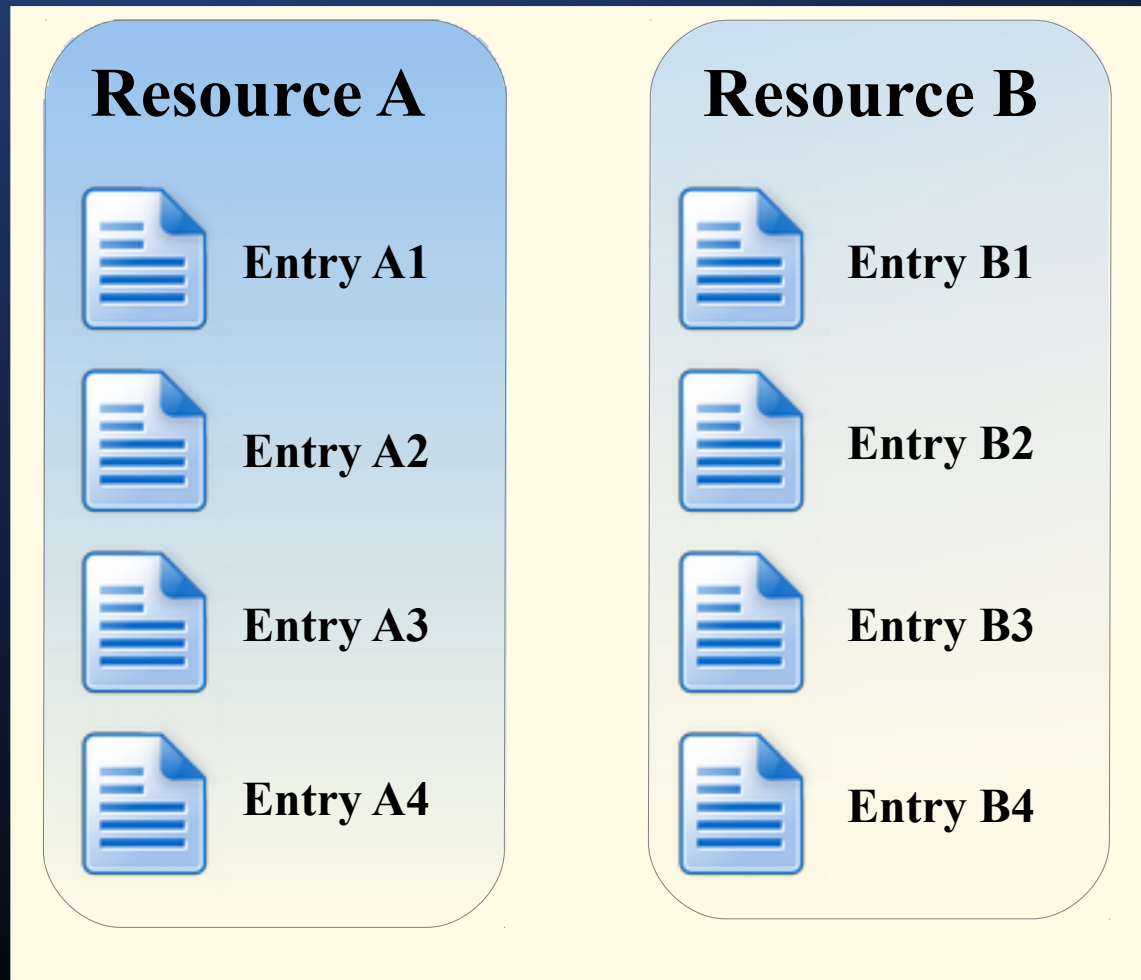 Resource A
Entry A1
Entry A2
Entry A3
Entry A4
Resource B
Entry B1
Entry B2
Entry B3
Entry B4